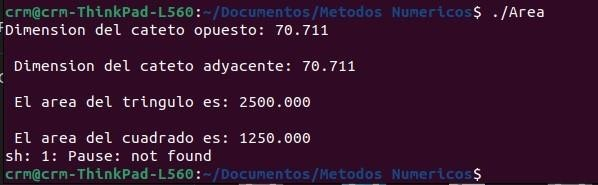 crm@crm-ThinkPad-L560:~/Documentos/Metodos Numericos$ ./Area
Dimension del cateto opuesto: 70.711
Dimension del cateto adyacente: 70.711
El area del tringulo es: 2500.000
El area del cuadrado es: 1250.000
sh: 1: Pause: not found
crm@crm-ThinkPad-L560:~/Documentos/Metodos Numericos$